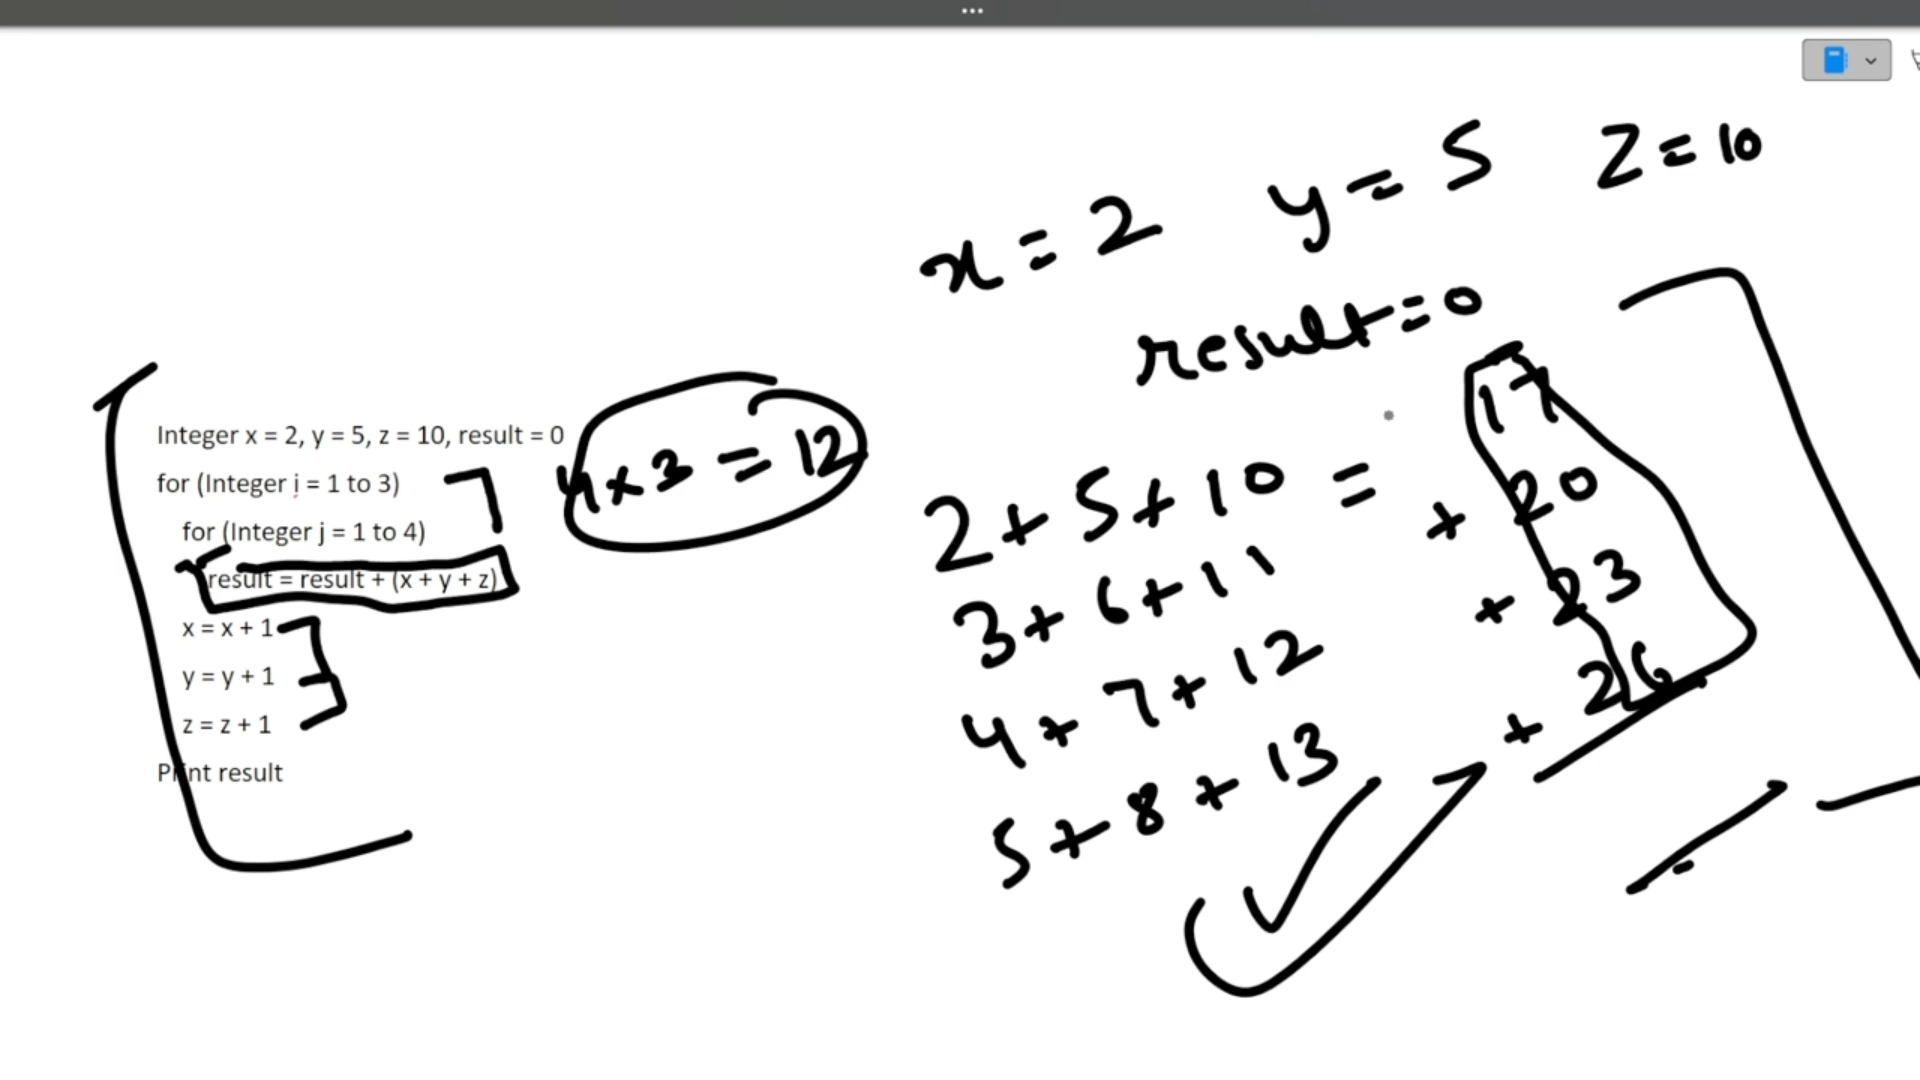 x = 2 y = 5 z = 10
result = 0
Integer x = 2, y = 5, z = 10, result = 0
for (Integer i = 1 to 3)
for (Integer j = 1 to 4)
result = result + (x + y + z)
x = x + 1
y = y + 1
z = z + 1
Print result
4 x 3 = 12
2 + 5 + 10 = 17
3 + 6 + 11 + 20
4 + 7 + 12 + 23
5 + 8 + 13 + 26